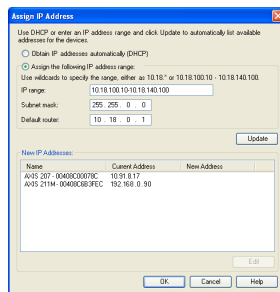 Assign IP Address
Use DHCP or enter an IP address range and click Update to automatically list available
addresses for the devices.
Obtain IP addresses automatically (DHCP)
Assign the following IP address range:
Use wildcards to specify the range, either as 10.18.* or 10.18.100.10 - 10.18.140.100.
IP range: 10.18.100.10-10.18.140.100
Subnet mask: 255 . 255 . 0 . 0
Default router: 10 . 18 . 0 . 1
Update
New IP Addresses:
Name Current Address New Address
AXIS 207 - 00408C00078C 10.91.8.17
AXIS 211M - 00408C6B3FEC 192.168.0.90
Edit
OK Cancel Help